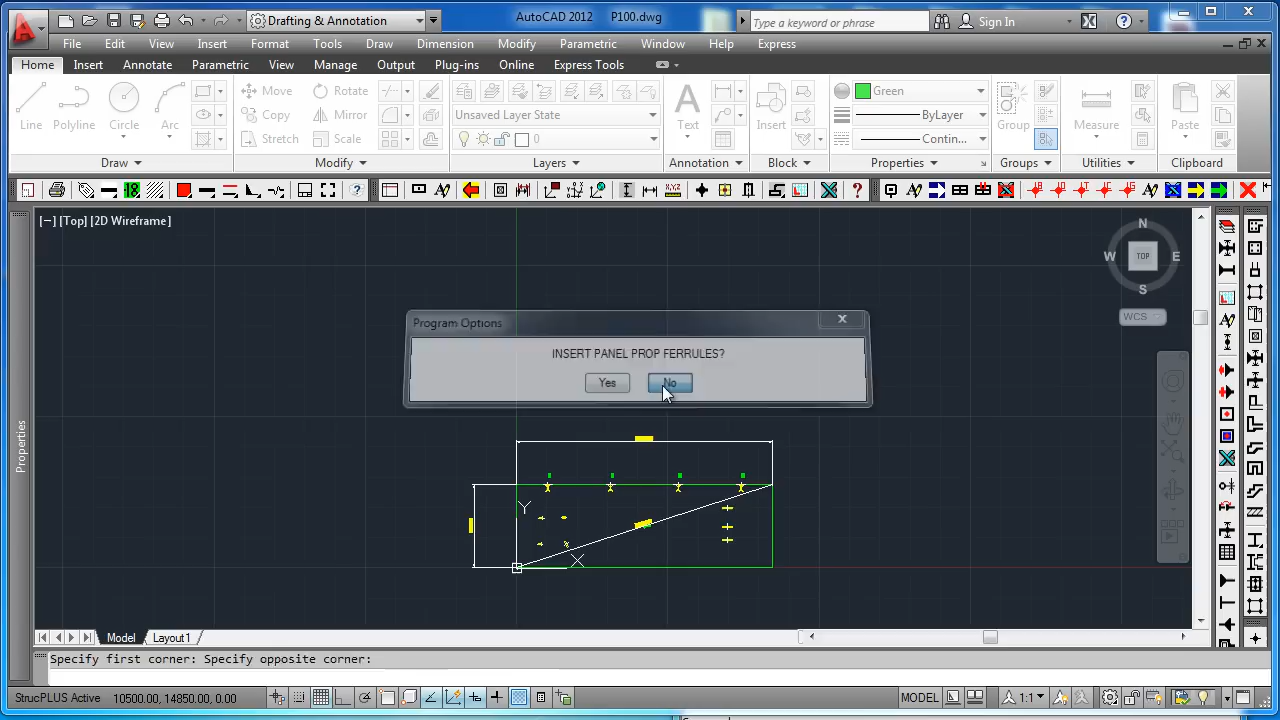 Drafting & Annotation
AutoCAD 2012 P100.dwg
Type a keyword or phrase
Sign In
File Edit View Insert Format Tools Draw Dimension Modify Parametric Window Help Express
Home Insert Annotate Parametric View Manage Output Plug-ins Online Express Tools
Line Polyline Circle Arc
Move Rotate
Copy Mirror
Stretch Scale
Unsaved Layer State
0
Text
Insert
Green
ByLayer
Contin...
Group
Measure
Paste
Draw Modify Layers Annotation Block Properties Groups Utilities Clipboard
[−] [Top] [2D Wireframe]
N
W TOP E
S
WCS
Properties
Program Options
INSERT PANEL PROP FERRULES?
Yes No
Y
X
Model Layout1
Specify first corner: Specify opposite corner:
StrucPLUS Active 10500.00, 14850.00, 0.00
MODEL
1:1